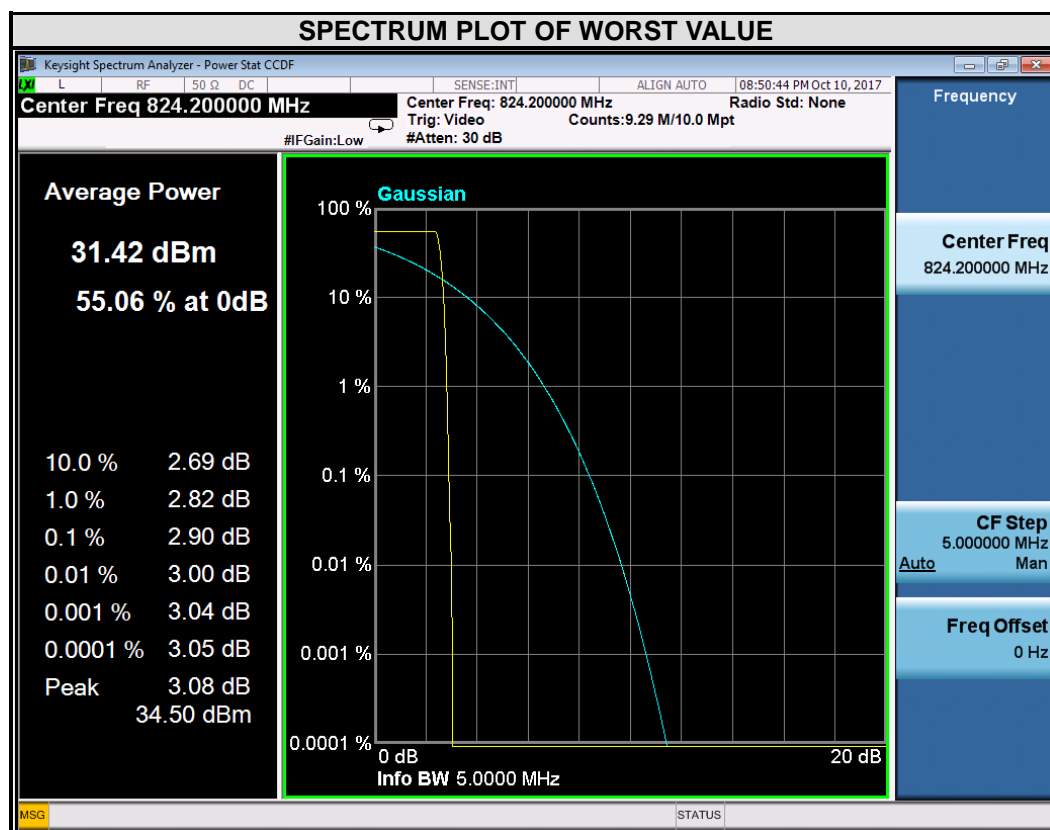 SPECTRUM PLOT OF WORST VALUE
Keysight Spectrum Analyzer - Power Stat CCDF
LXI L RF 50 Ω DC SENSE:INT ALIGN AUTO 08:50:44 PM Oct 10, 2017
Center Freq 824.200000 MHz
#IFGain:Low
Center Freq: 824.200000 MHz
Trig: Video
Counts:9.29 M/10.0 Mpt
#Atten: 30 dB
Radio Std: None
Average Power
31.42 dBm
55.06 % at 0dB
10.0 % 2.69 dB
1.0 % 2.82 dB
0.1 % 2.90 dB
0.01 % 3.00 dB
0.001 % 3.04 dB
0.0001 % 3.05 dB
Peak 3.08 dB
34.50 dBm
Gaussian
100 %
10 %
1 %
0.1 %
0.01 %
0.001 %
0.0001 %
0 dB
20 dB
Info BW 5.0000 MHz
Frequency
Center Freq
824.200000 MHz
CF Step
5.000000 MHz
Auto Man
Freq Offset
0 Hz
MSG
STATUS